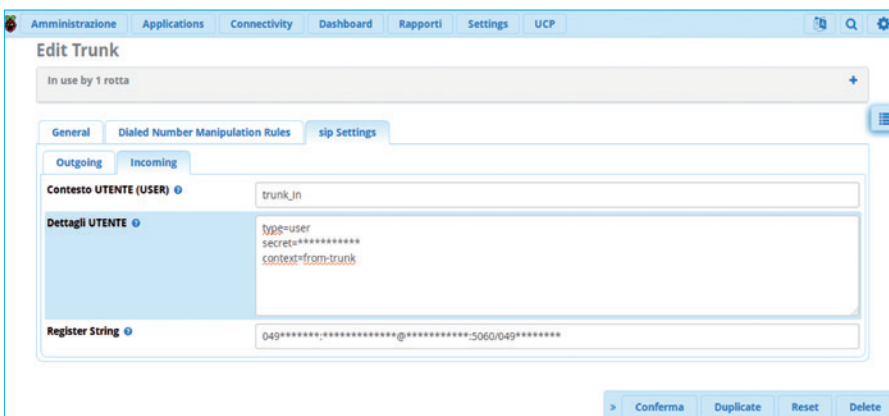 Amministrazione Applications Connectivity Dashboard Rapporti Settings UCP
Edit Trunk
In use by 1 rotta
General Dialed Number Manipulation Rules sip Settings
Outgoing Incoming
Contesto UTENTE (USER)
trunk_in
Dettagli UTENTE
type=user
secret=***********
context=from-trunk
Register String
049*******:*************@***********:5060/049********
» Conferma Duplicate Reset Delete